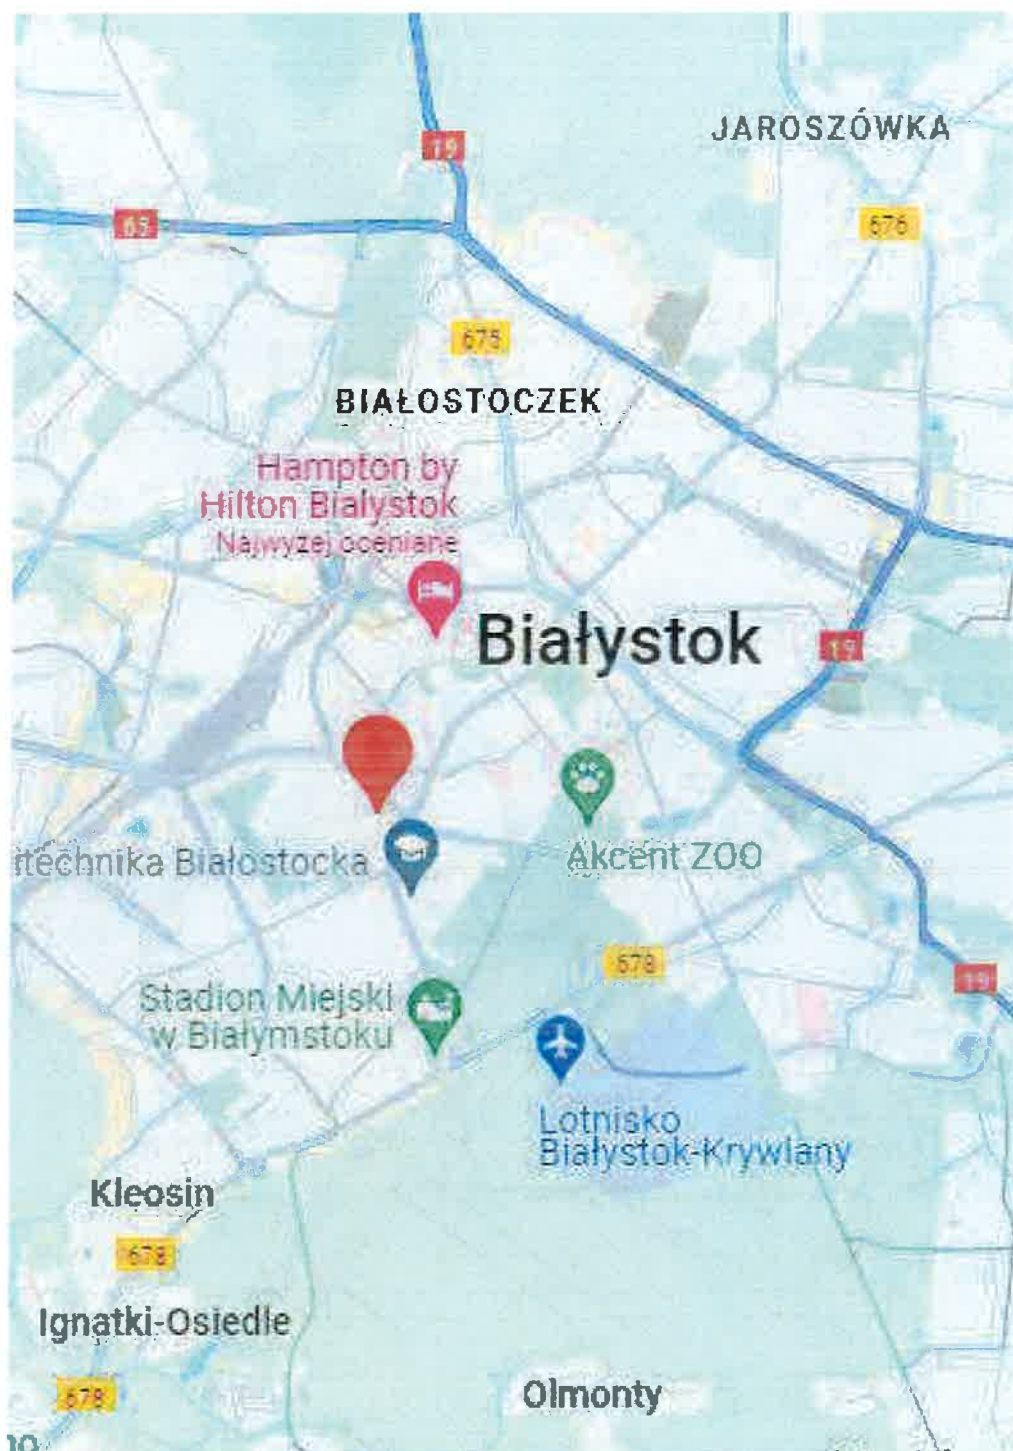 19
JAROSZÓWKA
65
676
675
BIAŁOSTOCZEK
Hampton by
Hilton Białystok
Najwyżej oceniane
Białystok
19
itechnika Białostocka
Akcent ZOO
678
19
Stadion Miejski
w Białymstoku
Lotnisko
Białystok-Krywlany
Kleosin
678
Ignatki-Osiedle
678
Olmonty